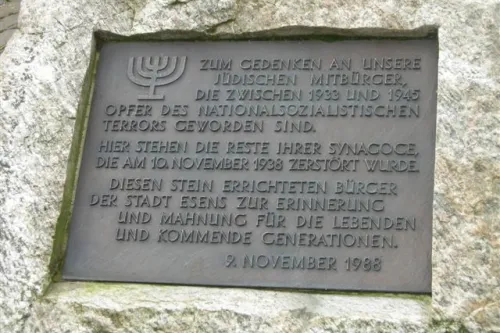 ZUM GEDENKEN AN UNSERE
JÜDISCHEN MITBÜRGER,
DIE ZWISCHEN 1933 UND 1945
OPFER DES NATIONALSOZIALISTISCHEN
TERRORS GEWORDEN SIND.
HIER STEHEN DIE RESTE IHRER SYNAGOGE,
DIE AM 10. NOVEMBER 1938 ZERSTÖRT WURDE.
DIESEN STEIN ERRICHTETEN BÜRGER
DER STADT ESENS ZUR ERINNERUNG
UND MAHNUNG FÜR DIE LEBENDEN
UND KOMMENDE GENERATIONEN.
9. NOVEMBER 1988